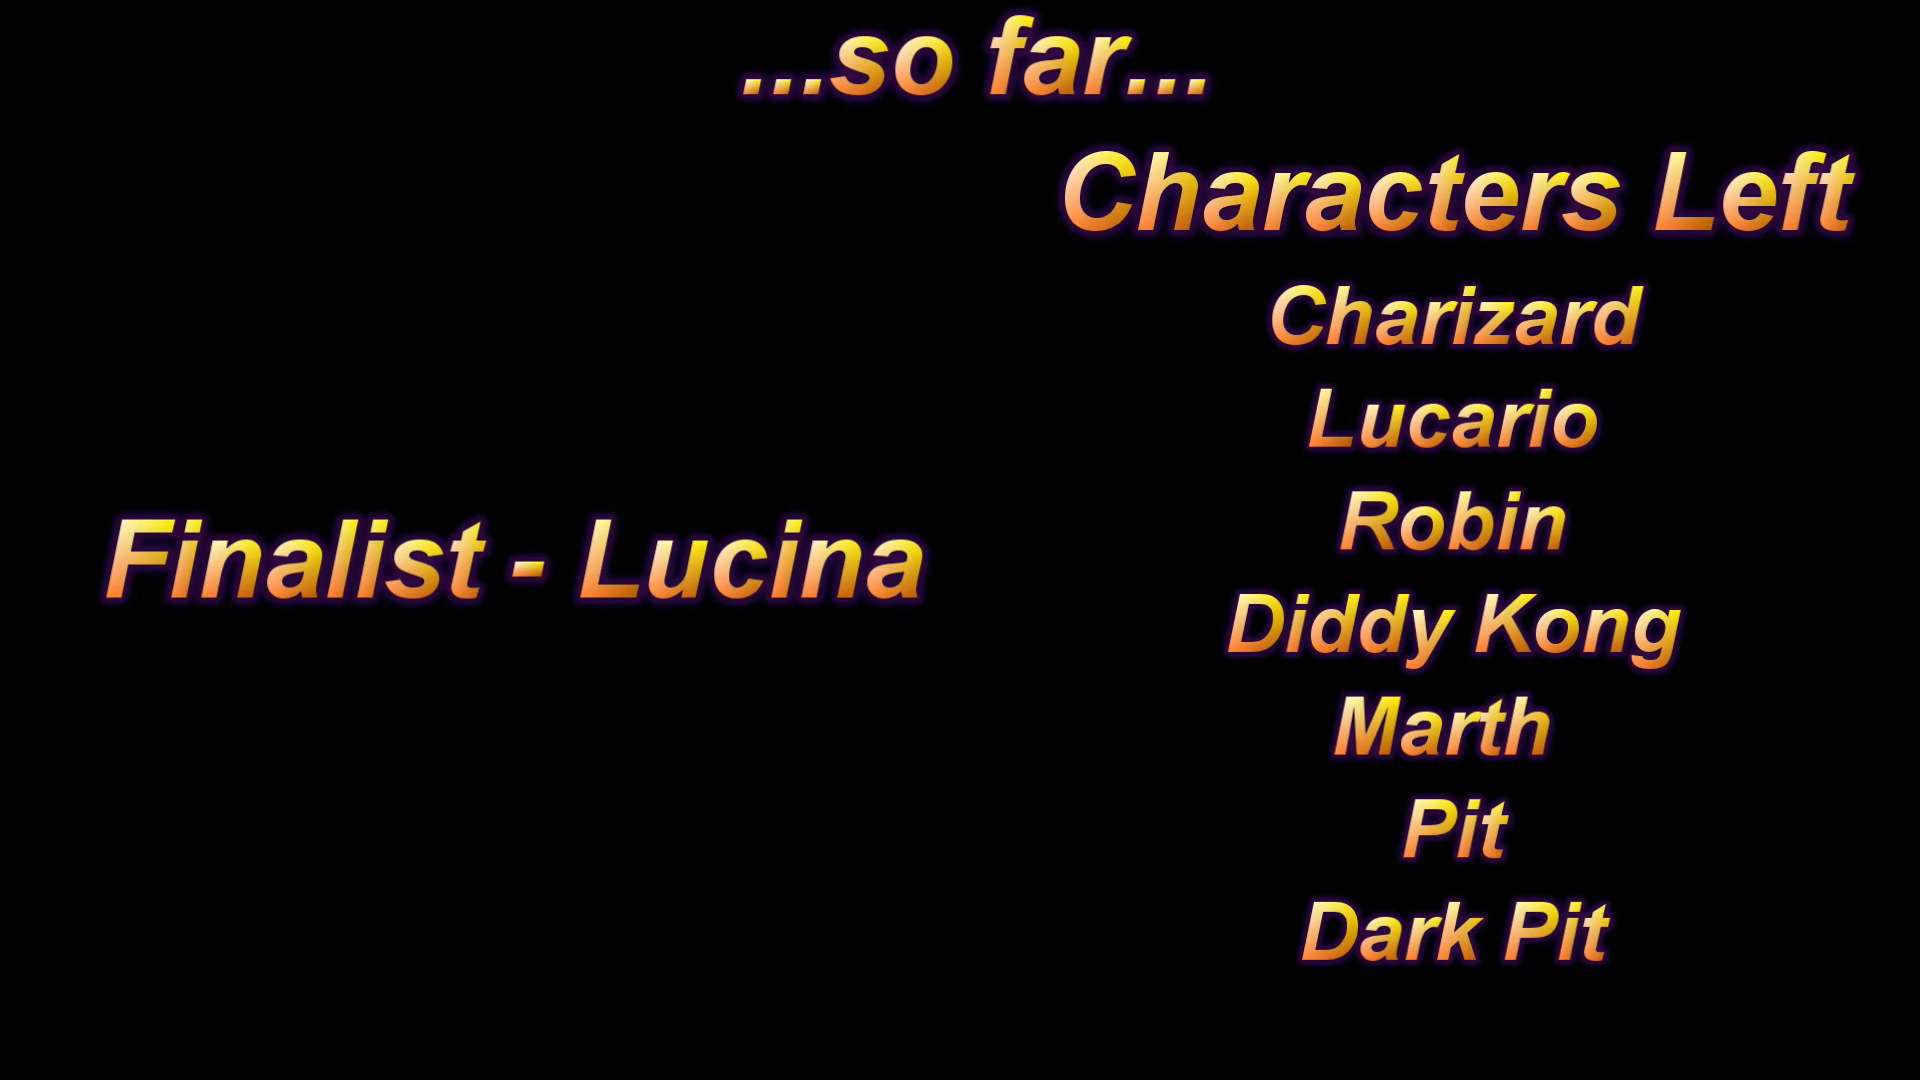 ...so far...
Characters Left
Charizard
Lucario
Robin
Finalist - Lucina
Diddy Kong
Marth
Pit
Dark Pit